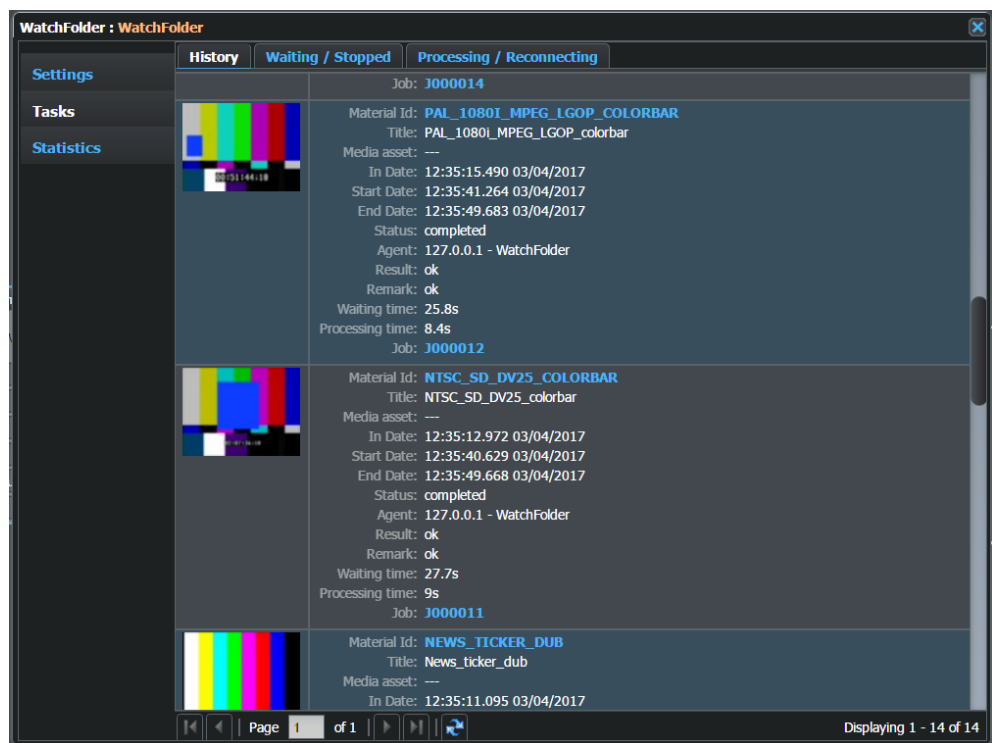 WatchFolder : WatchFolder
History
Waiting / Stopped
Processing / Reconnecting
Settings
Tasks
Statistics
Job: J000014
Material Id: PAL_1080I_MPEG_LGOP_COLORBAR
Title: PAL_1080i_MPEG_LGOP_colorbar
Media asset: ---
In Date: 12:35:15.490 03/04/2017
Start Date: 12:35:41.264 03/04/2017
End Date: 12:35:49.683 03/04/2017
Status: completed
Agent: 127.0.0.1 - WatchFolder
Result: ok
Remark: ok
Waiting time: 25.8s
Processing time: 8.4s
Job: J000012
Material Id: NTSC_SD_DV25_COLORBAR
Title: NTSC_SD_DV25_colorbar
Media asset: ---
In Date: 12:35:12.972 03/04/2017
Start Date: 12:35:40.629 03/04/2017
End Date: 12:35:49.668 03/04/2017
Status: completed
Agent: 127.0.0.1 - WatchFolder
Result: ok
Remark: ok
Waiting time: 27.7s
Processing time: 9s
Job: J000011
Material Id: NEWS_TICKER_DUB
Title: News_ticker_dub
Media asset: ---
In Date: 12:35:11.095 03/04/2017
Page 1 of 1
Displaying 1 - 14 of 14